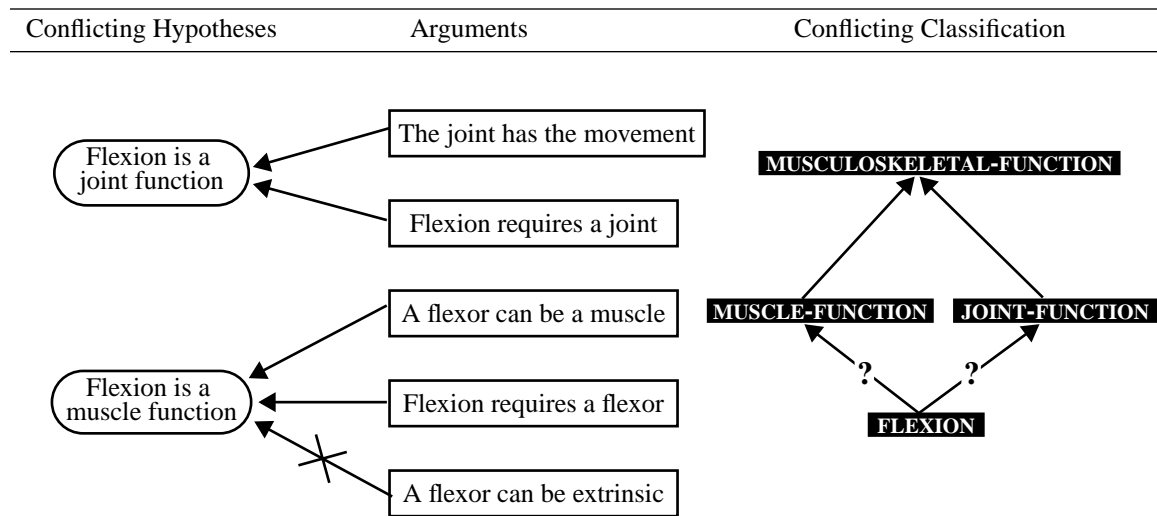 Conflicting Hypotheses Arguments Conflicting Classification
The joint has the movement
Flexion is a
joint function
Flexion requires a joint
A flexor can be a muscle
Flexion is a
muscle function
Flexion requires a flexor
A flexor can be extrinsic
MUSCULOSKELETAL-FUNCTION
MUSCLE-FUNCTION JOINT-FUNCTION
? ?
FLEXION